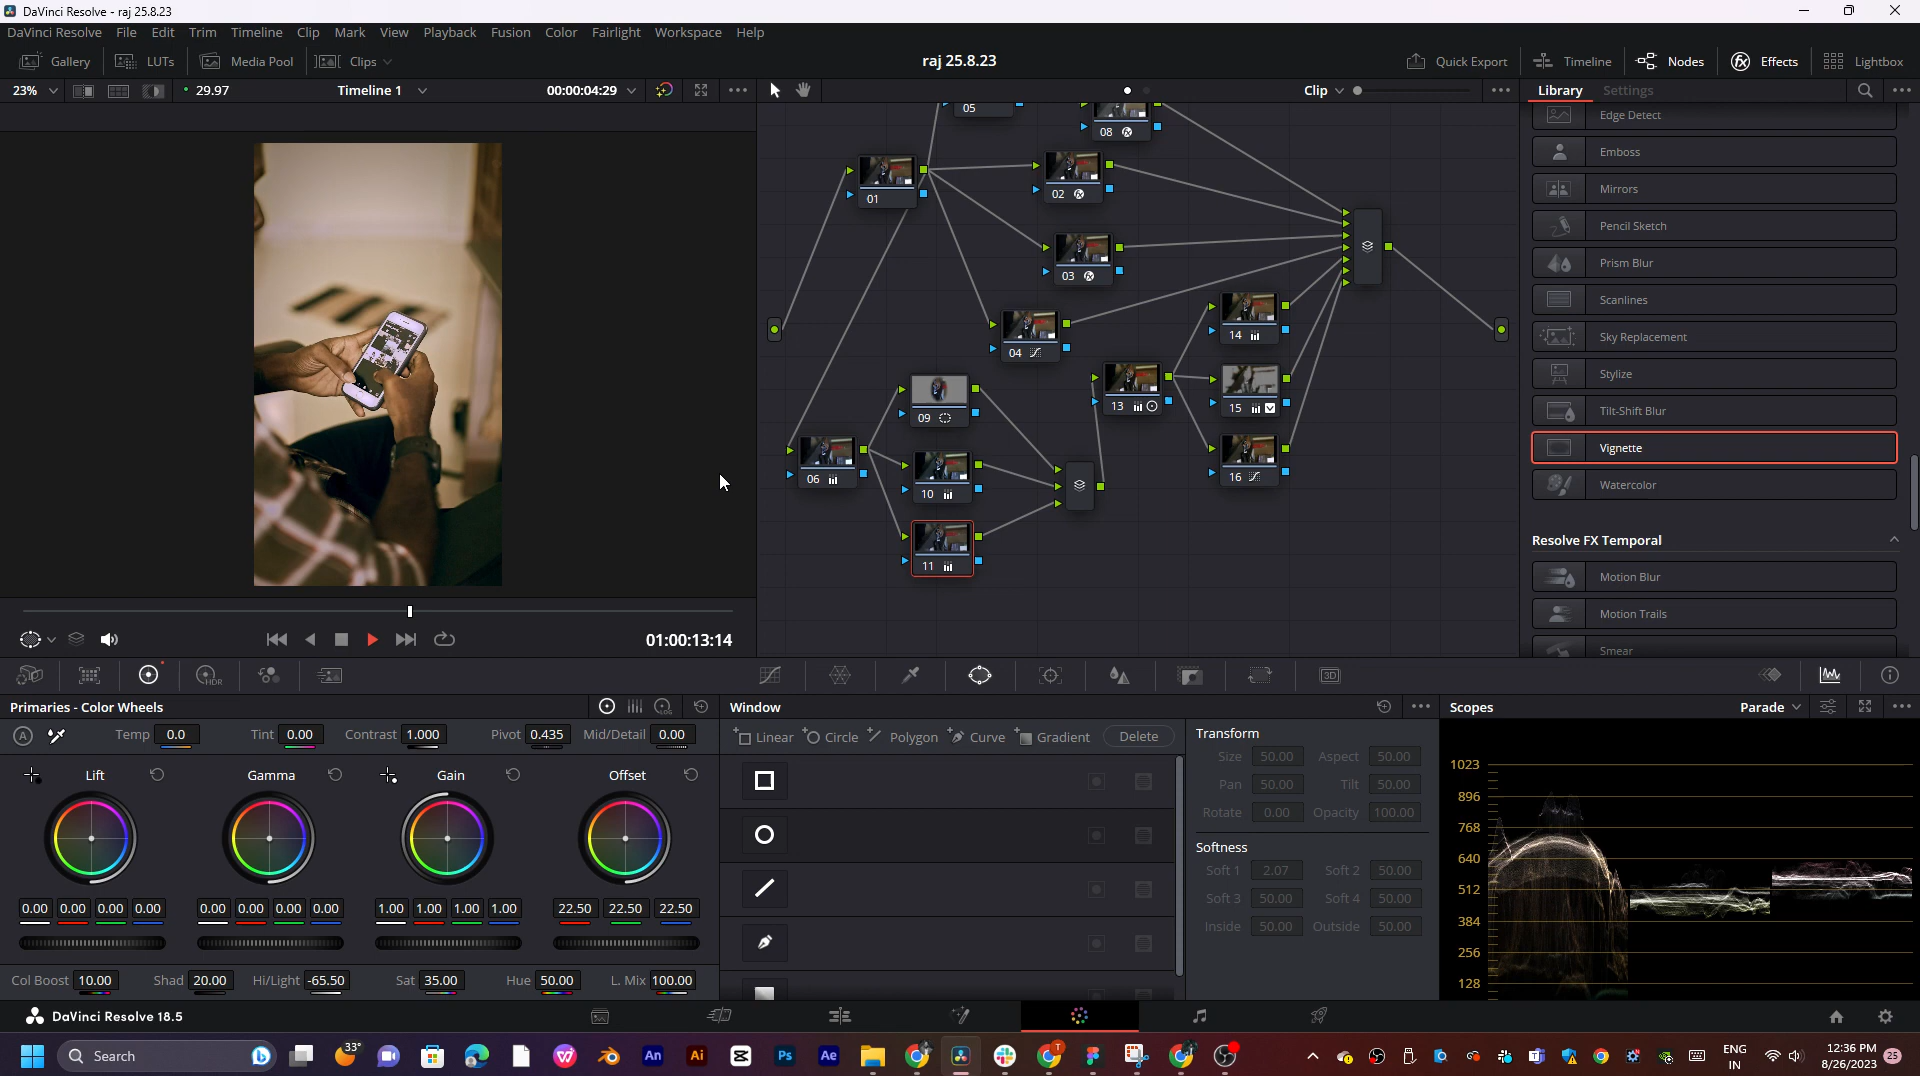 DaVinci Resolve - raj 25.8.23
DaVinci Resolve File Edit Trim Timeline Clip Mark View Playback Fusion Color Fairlight Workspace Help
Gallery LUTs Media Pool Clips raj 25.8.23 Quick Export Timeline Nodes Effects Lightbox
23% 29.97 Timeline 1 00:00:04:29 Clip Library Settings
05
08
Edge Detect
Emboss
01
02
Mirrors
Pencil Sketch
03
Prism Blur
Scanlines
04
14
Sky Replacement
Stylize
09
13
15
Tilt-Shift Blur
Vignette
06
10
16
Watercolor
Resolve FX Temporal
11
Motion Blur
Motion Trails
Smear
01:00:13:14
HDR
3D
Primaries - Color Wheels
LOG
Window
Scopes
Parade
A Temp 0.0 Tint 0.00 Contrast 1.000 Pivot 0.435 Mid/Detail 0.00
Linear Circle Polygon Curve Gradient Delete
Transform
Size 50.00 Aspect 50.00
Pan 50.00 Tilt 50.00
Rotate 0.00 Opacity 100.00
Softness
Soft 1 2.07 Soft 2 50.00
Soft 3 50.00 Soft 4 50.00
Inside 50.00 Outside 50.00
1023
896
768
640
512
384
256
128
Lift Gamma Gain Offset
0.00 0.00 0.00 0.00 0.00 0.00 0.00 0.00 1.00 1.00 1.00 1.00 22.50 22.50 22.50
Col Boost 10.00 Shad 20.00 Hi/Light -65.50 Sat 35.00 Hue 50.00 L. Mix 100.00
DaVinci Resolve 18.5
Search
33°
An
Ai
Ps
Ae
T
ENG
IN
12:36 PM
8/26/2023
25